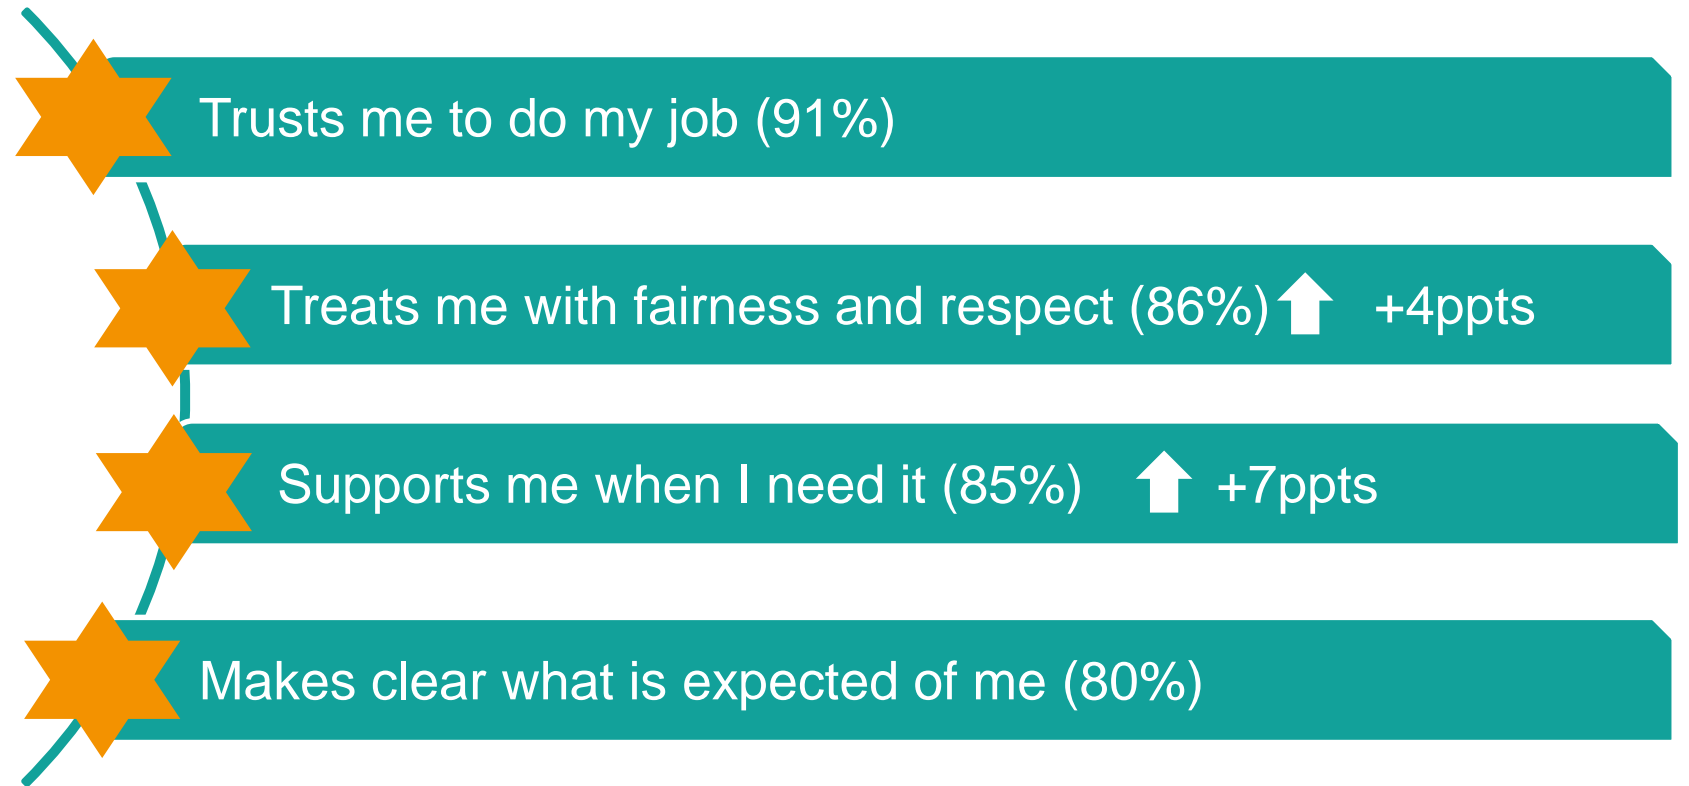 Trusts me to do my job (91%)
Treats me with fairness and respect (86%) +4ppts
Supports me when I need it (85%) +7ppts
Makes clear what is expected of me (80%)